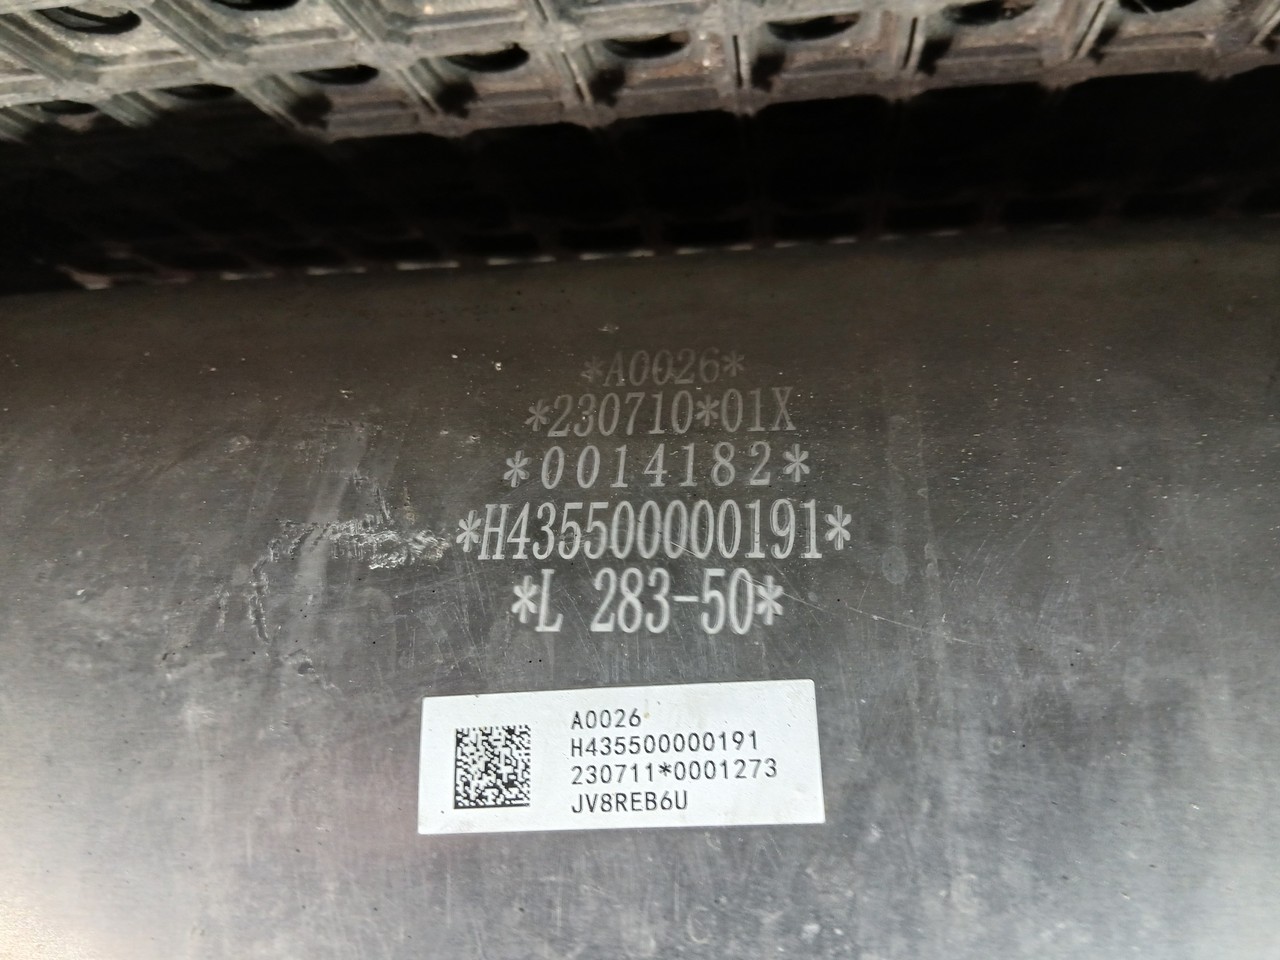 *A0026*
*230710*01X
*0014182*
*H435500000191*
*L 283-50*
A0026
H435500000191
230711*0001273
JV8REB6U